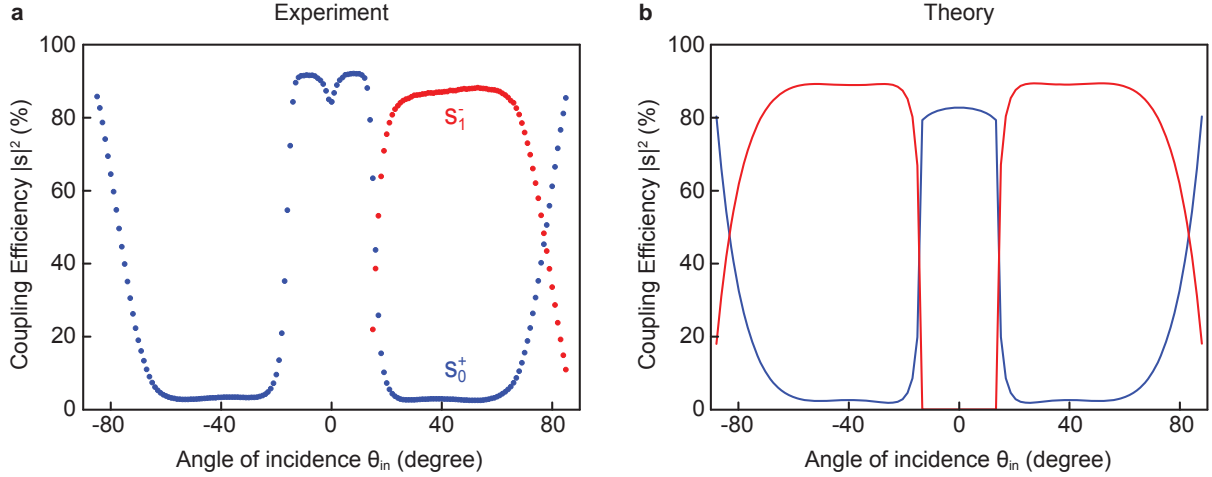 a Experiment
Coupling Efficiency |s|² (%)
100
80
60
40
20
0
S₁⁻
S₀⁺
-80 -40 0 40 80
Angle of incidence θin (degree)
b Theory
Coupling Efficiency |s|² (%)
100
80
60
40
20
0
-80 -40 0 40 80
Angle of incidence θin (degree)